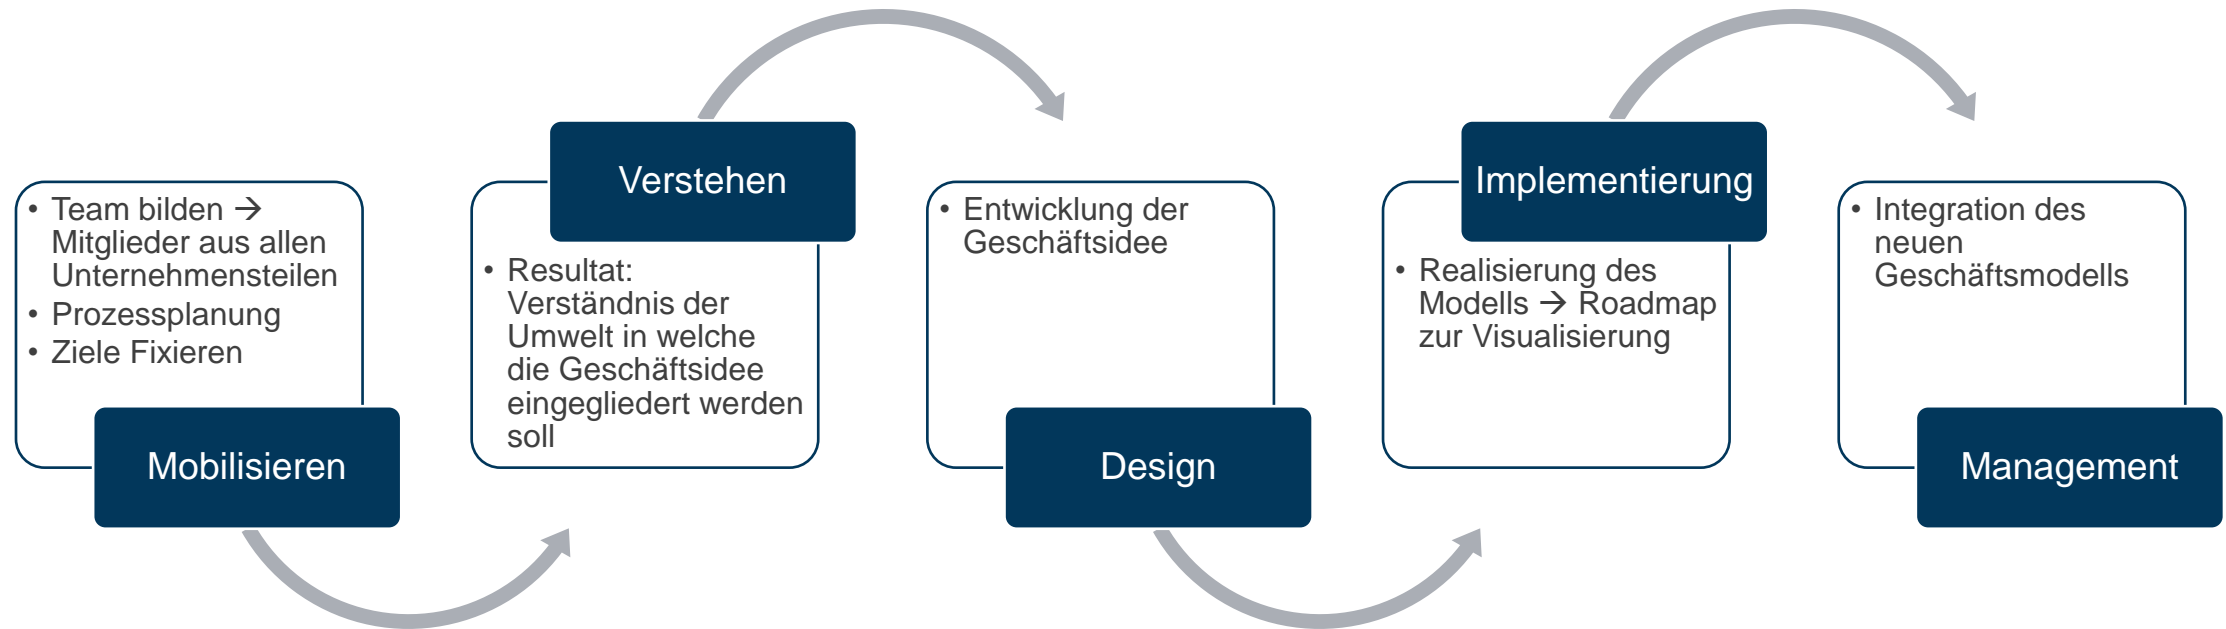 • Team bilden → 
Mitglieder aus allen
Unternehmensteilen
• Prozessplanung
• Ziele Fixieren
Mobilisieren
Verstehen
• Resultat:
Verständnis der
Umwelt in welche
die Geschäftsidee
eingegliedert werden
soll
• Entwicklung der
Geschäftsidee
Design
Implementierung
• Realisierung des
Modells → Roadmap
zur Visualisierung
• Integration des
neuen
Geschäftsmodells
Management